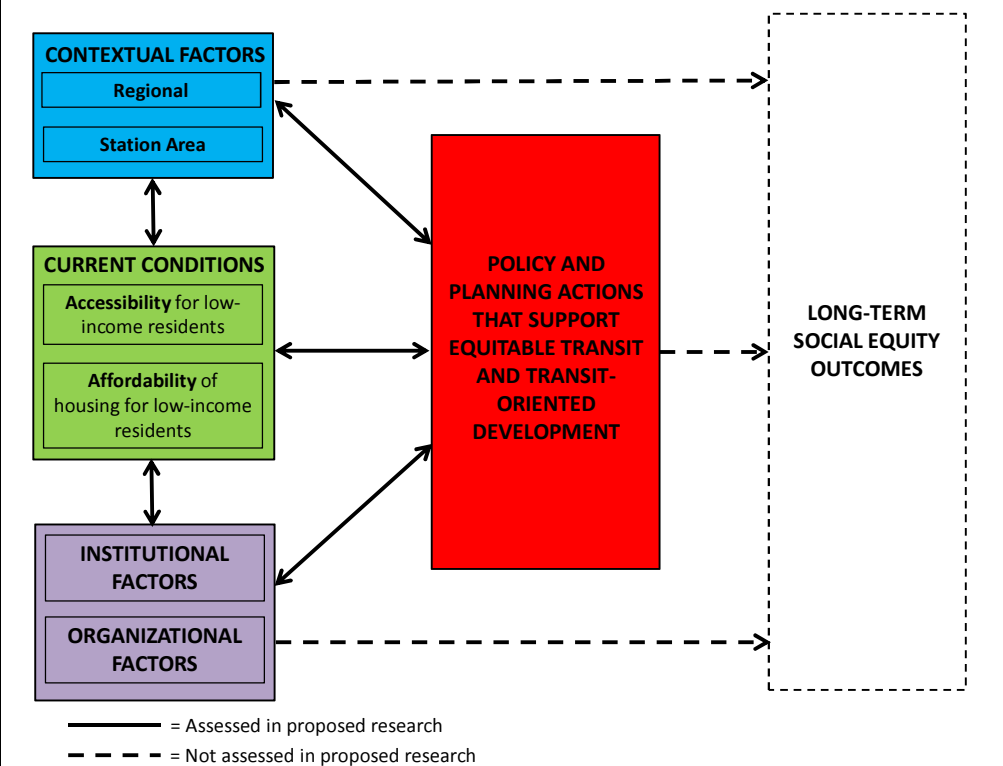 CONTEXTUAL FACTORS
Regional
Station Area
CURRENT CONDITIONS
Accessibility for low-
income residents
Affordability of
housing for low-income
residents
INSTITUTIONAL
FACTORS
ORGANIZATIONAL
FACTORS
POLICY AND
PLANNING ACTIONS
THAT SUPPORT
EQUITABLE TRANSIT
AND TRANSIT-
ORIENTED
DEVELOPMENT
LONG-TERM
SOCIAL EQUITY
OUTCOMES
= Assessed in proposed research
= Not assessed in proposed research